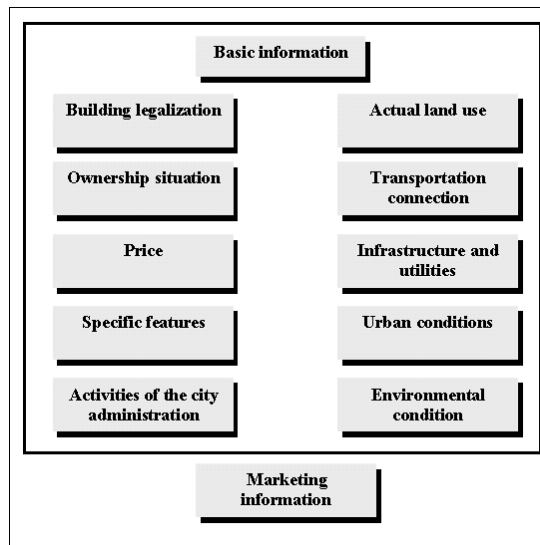 Basic information
Building legalization
Actual land use
Ownership situation
Transportation
connection
Price
Infrastructure and
utilities
Specific features
Urban conditions
Activities of the city
administration
Environmental
condition
Marketing
information